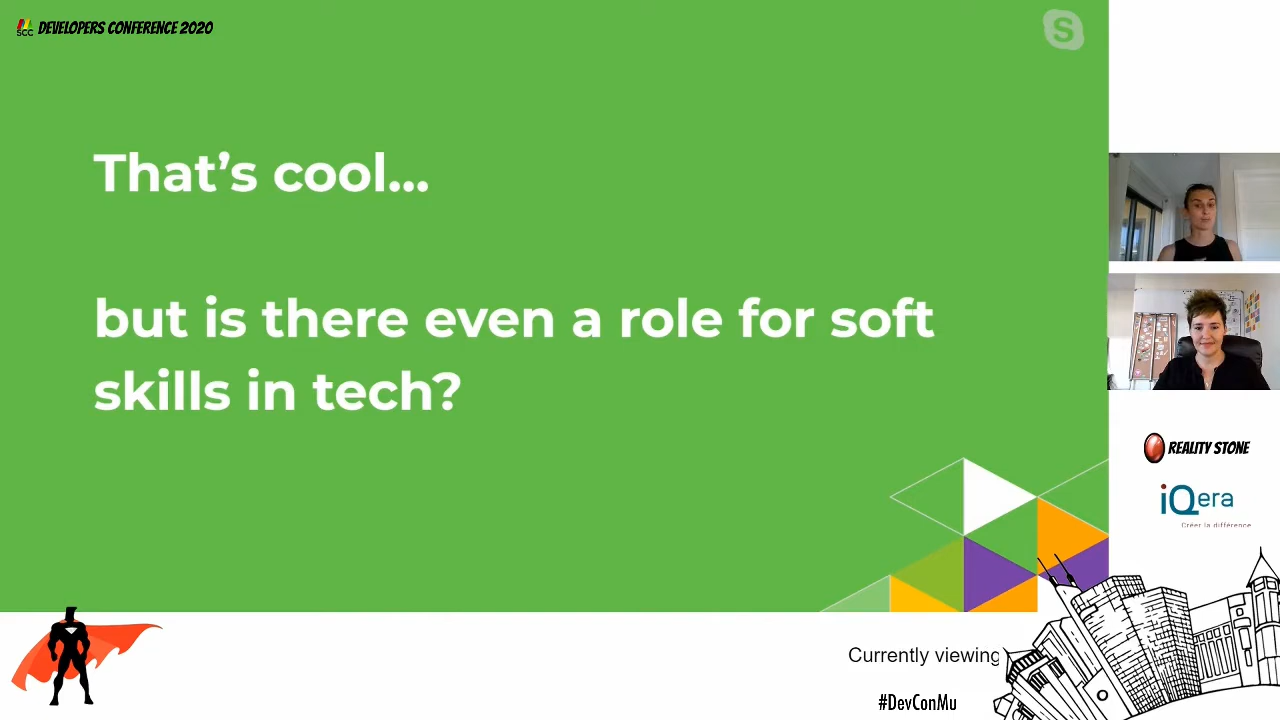 SCC DEVELOPERS CONFERENCE 2020
S
That's cool...
but is there even a role for soft
skills in tech?
REALITY STONE
iQera
Créer la différence
Currently viewing
#DevConMu